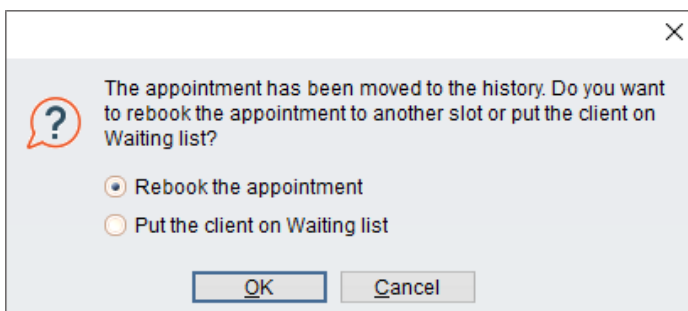 The appointment has been moved to the history. Do you want
to rebook the appointment to another slot or put the client on
Waiting list?
Rebook the appointment
Put the client on Waiting list
OK
Cancel